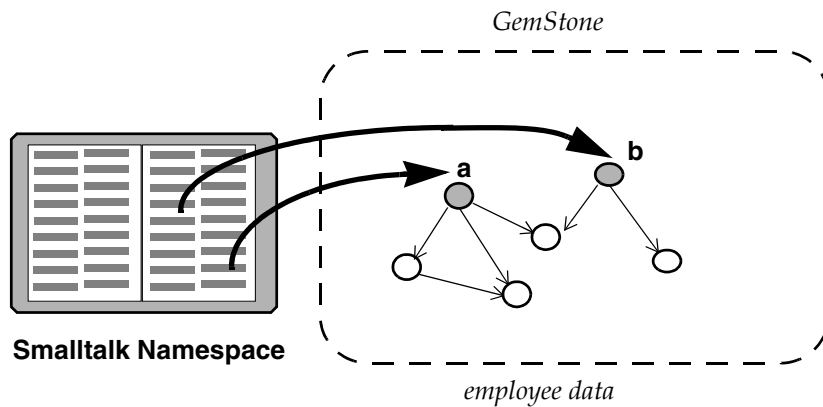 GemStone
b
a
Smalltalk Namespace
employee data